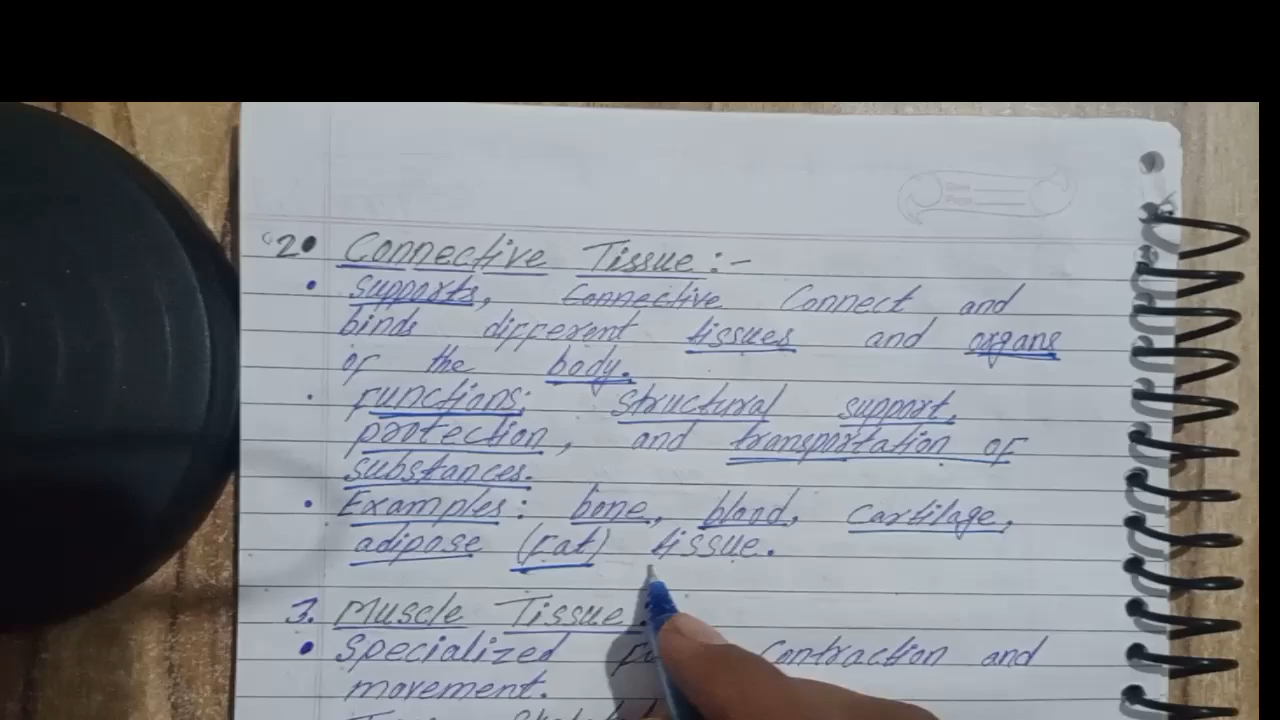 2. Connective Tissue :-
• Supports, Connective Connect and
binds different tissues and organs
of the body.
• Functions: Structural support,
protection, and transportation of
substances.
• Examples: bone, blood, cartilage,
adipose (Fat) tissue.
3. Muscle Tissue :
• Specialized Contraction and
movement.